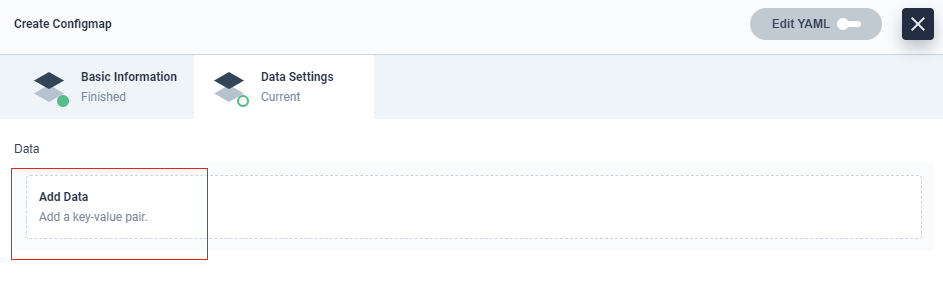 Create Configmap
Edit YAML
Basic Information
Finished
Data Settings
Current
Data
Add Data
Add a key-value pair.